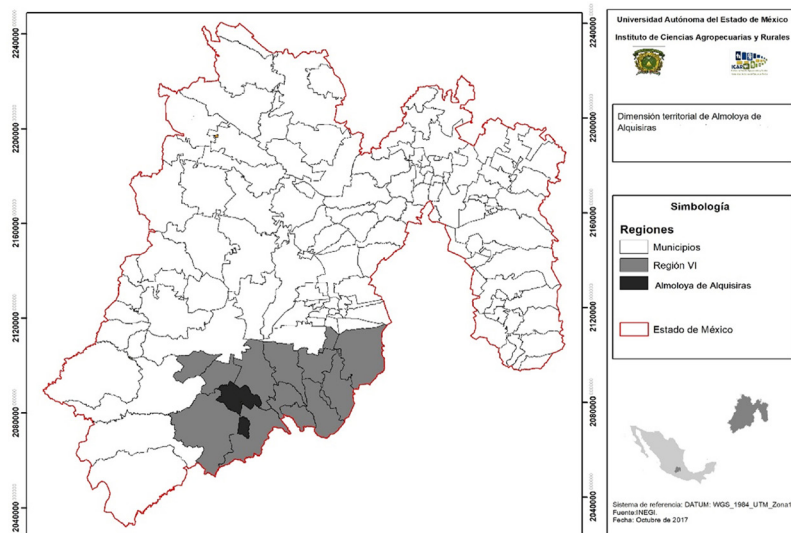 Universidad Autónoma del Estado de México
Instituto de Ciencias Agropecuarias y Rurales
ICAR
Dimensión territorial de Almoloya de
Alquisiras
Simbología
Regiones
Municipios
Región VI
Almoloya de Alquisiras
Estado de México
Sistema de referencia: DATUM: WGS_1984_UTM_Zona1
Fuente:INEGI.
Fecha: Octubre de 2017
2240000
2200000
2160000
2120000
2080000
2040000
2240000
2200000
2160000
2120000
2080000
2040000